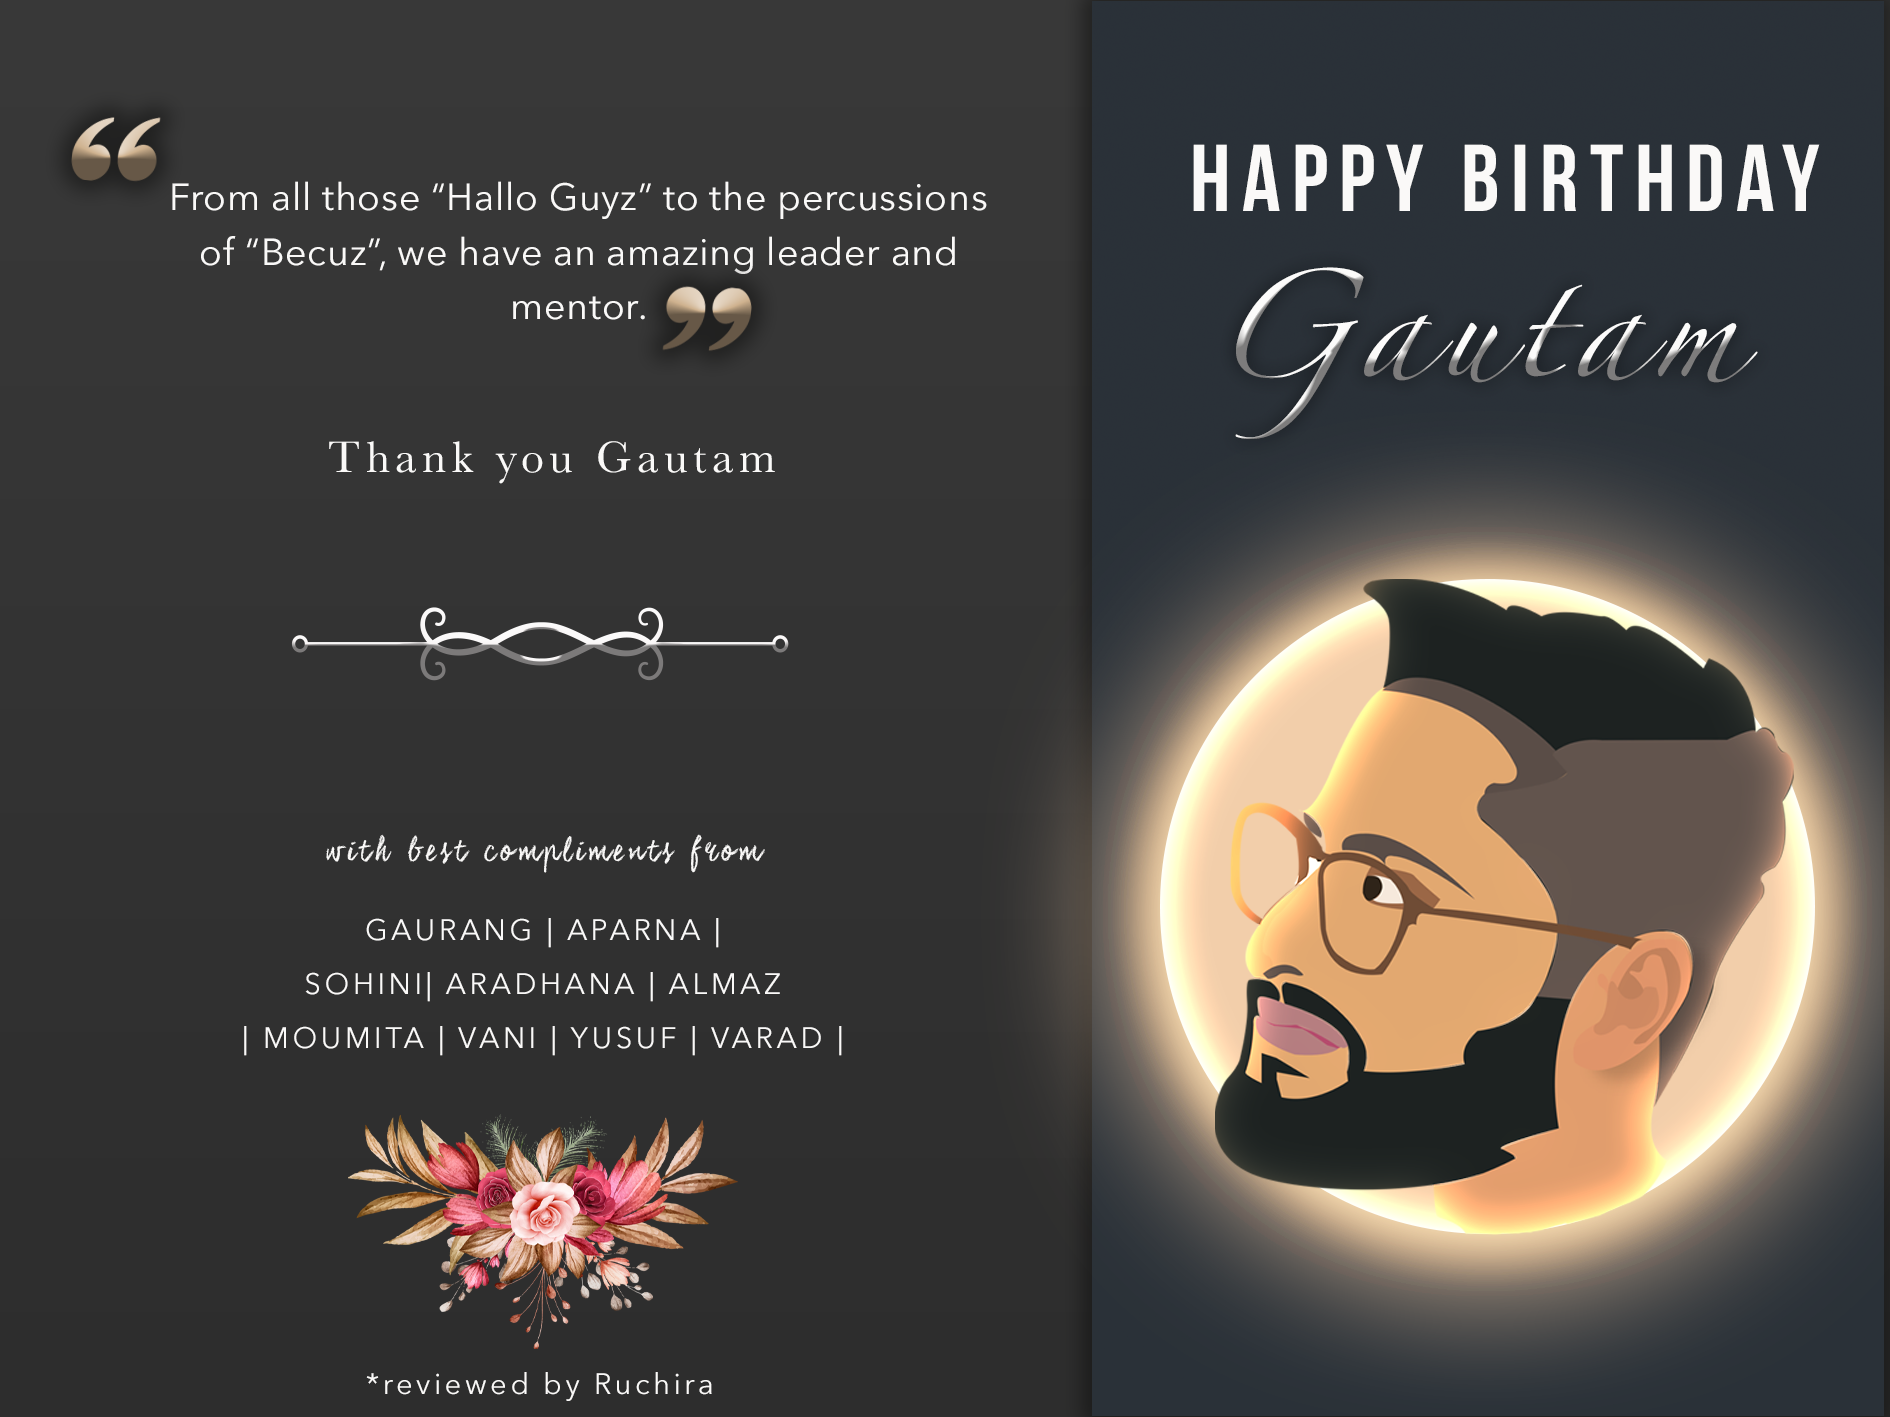 “From all those “Hallo Guyz” to the percussions
of “Becuz”, we have an amazing leader and
mentor.”
Thank you Gautam
with best compliments from
GAURANG | APARNA |
SOHINI| ARADHANA | ALMAZ
| MOUMITA | VANI | YUSUF | VARAD |
*reviewed by Ruchira
HAPPY BIRTHDAY
Gautam